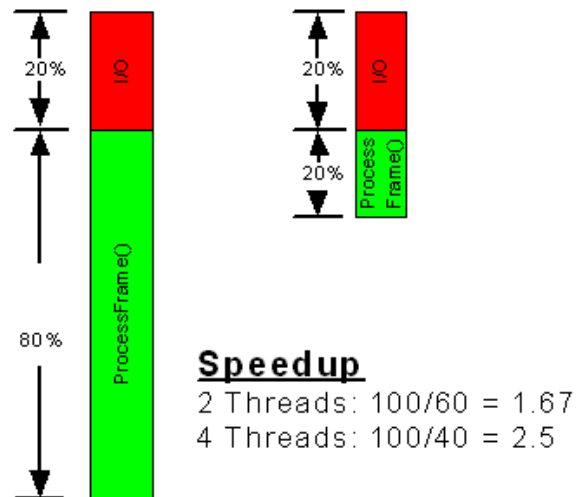 20%
I/O
80%
ProcessFrame()
20%
I/O
20%
Process
Frame()
Speedup
2 Threads: 100/60 = 1.67
4 Threads: 100/40 = 2.5